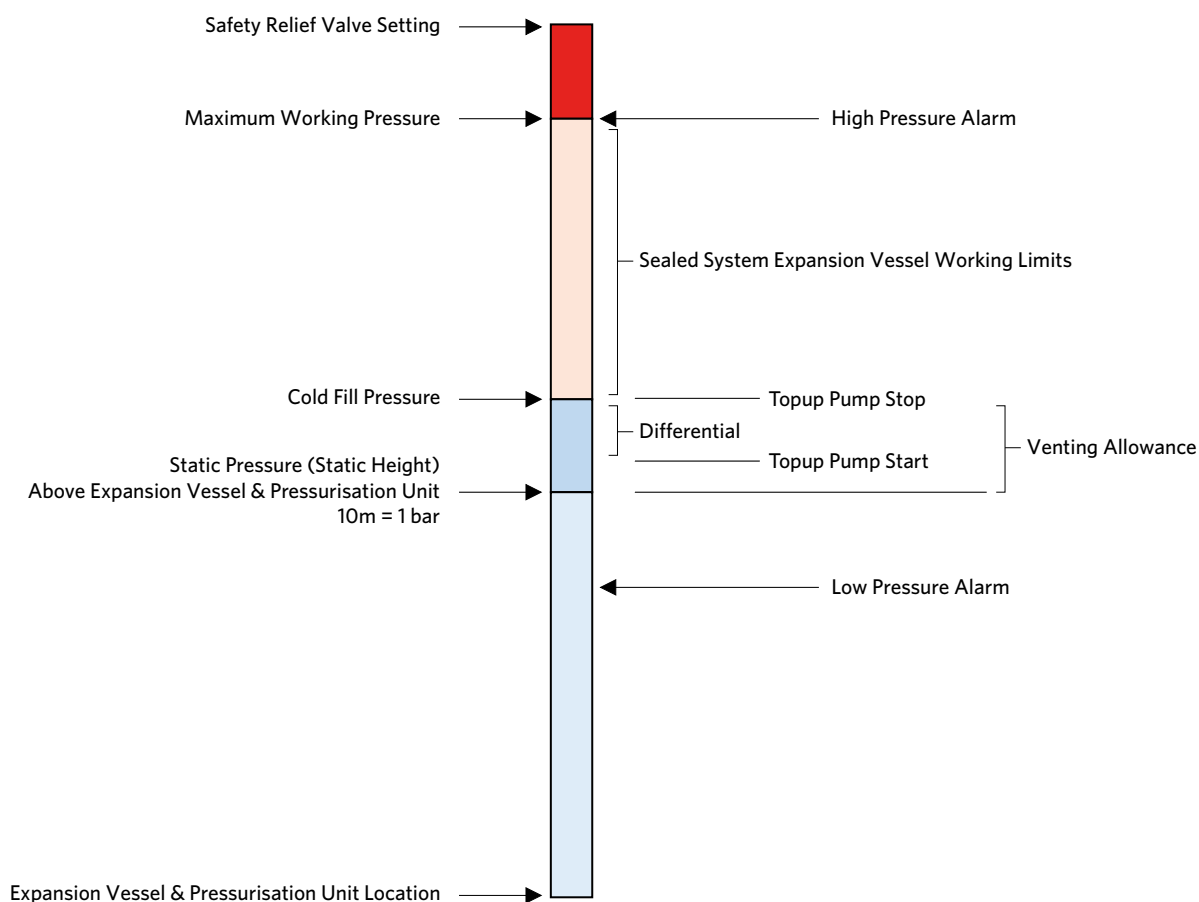 Safety Relief Valve Setting
Maximum Working Pressure
High Pressure Alarm
Sealed System Expansion Vessel Working Limits
Cold Fill Pressure
Topup Pump Stop
Differential
Venting Allowance
Topup Pump Start
Static Pressure (Static Height)
Above Expansion Vessel & Pressurisation Unit
10m = 1 bar
Low Pressure Alarm
Expansion Vessel & Pressurisation Unit Location